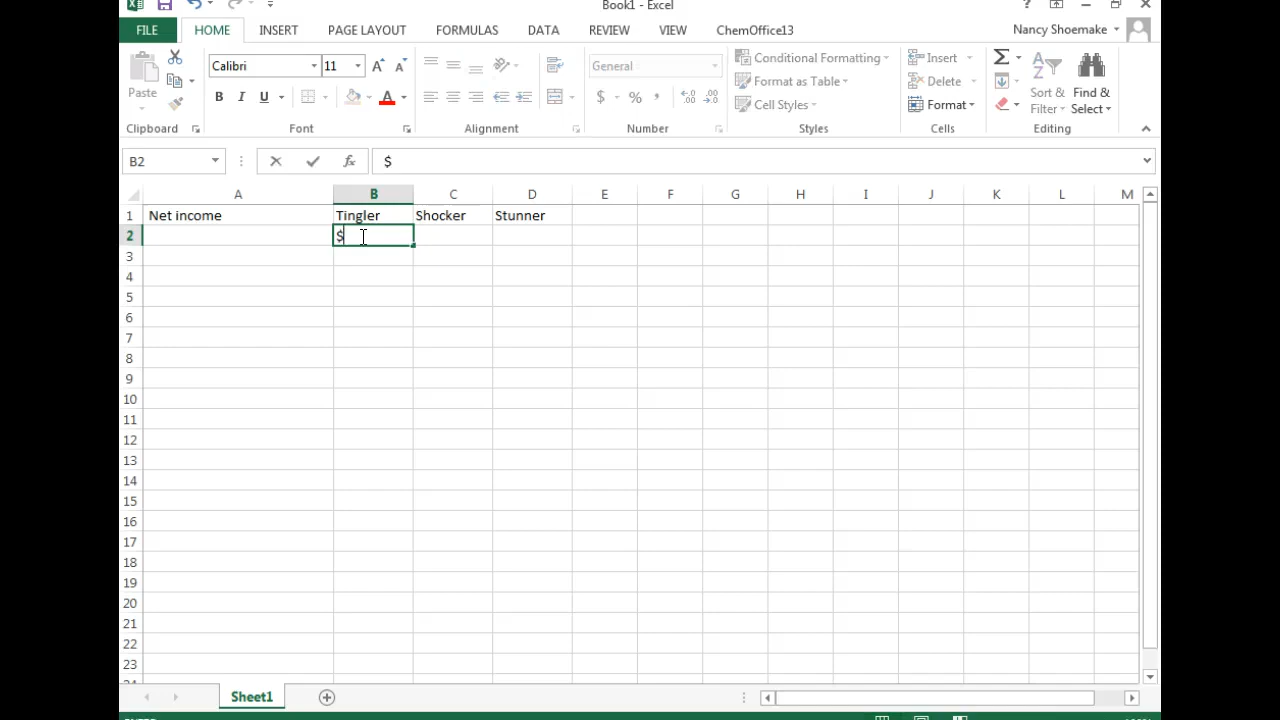 Book1 - Excel
?
FILE HOME INSERT PAGE LAYOUT FORMULAS DATA REVIEW VIEW ChemOffice13 Nancy Shoemake
Calibri 11 General Conditional Formatting Insert
Format as Table Delete
Paste B I U A $ % , Cell Styles Format Sort & Filter Find & Select
Clipboard Font Alignment Number Styles Cells Editing
B2 fx $
A B C D E F G H I J K L M
1 Net income Tingler Shocker Stunner
2 $
3
4
5
6
7
8
9
10
11
12
13
14
15
16
17
18
19
20
21
22
23
Sheet1